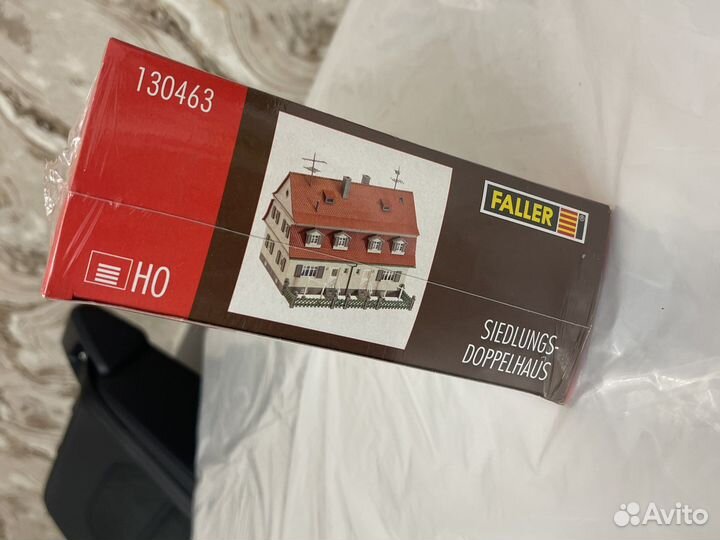 130463
HO
FALLER
SIEDLUNGS-
DOPPELHAUS
Avito